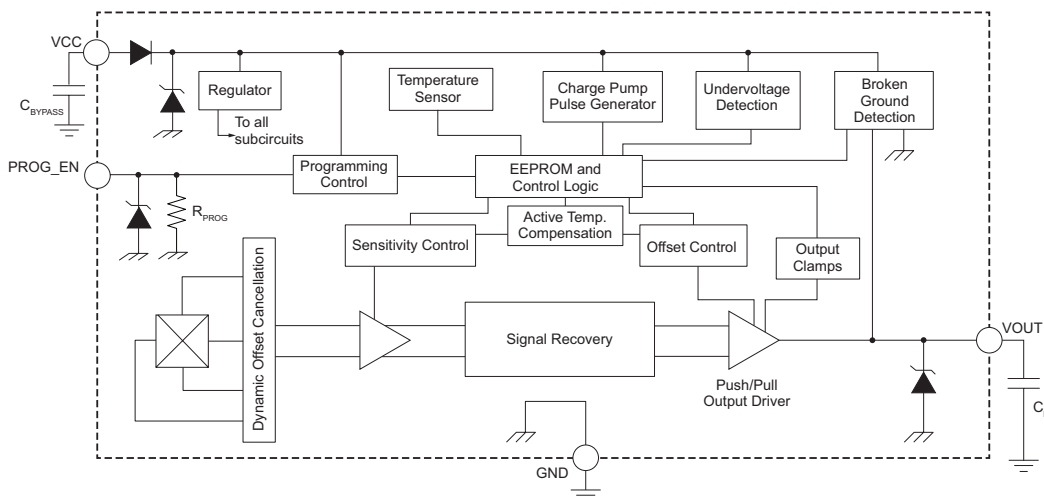 VCC
C BYPASS
Regulator
To all
subcircuits
Temperature
Sensor
Charge Pump
Pulse Generator
Undervoltage
Detection
Broken
Ground
Detection
PROG_EN
Programming
Control
EEPROM and
Control Logic
R PROG
Active Temp.
Compensation
Sensitivity Control
Offset Control
Output
Clamps
Dynamic Offset Cancellation
Signal Recovery
Push/Pull
Output Driver
VOUT
C
GND